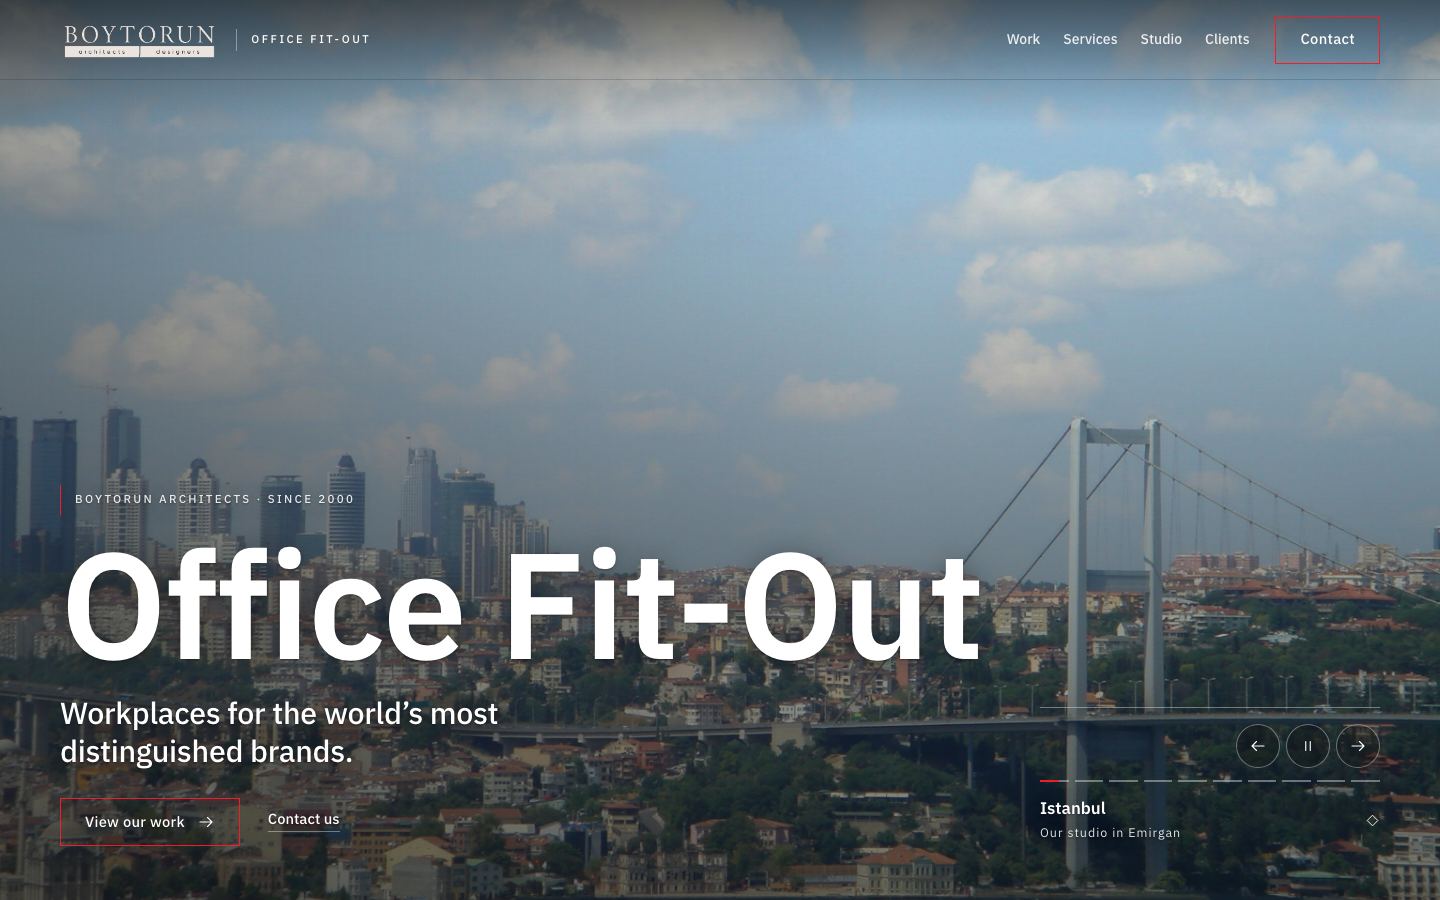 BOYTORUN
architects designers
OFFICE FIT-OUT
Work Services Studio Clients Contact
BOYTORUN ARCHITECTS · SINCE 2000
Office Fit-Out
Workplaces for the world’s most
distinguished brands.
View our work
Contact us
Istanbul
Our studio in Emirgan